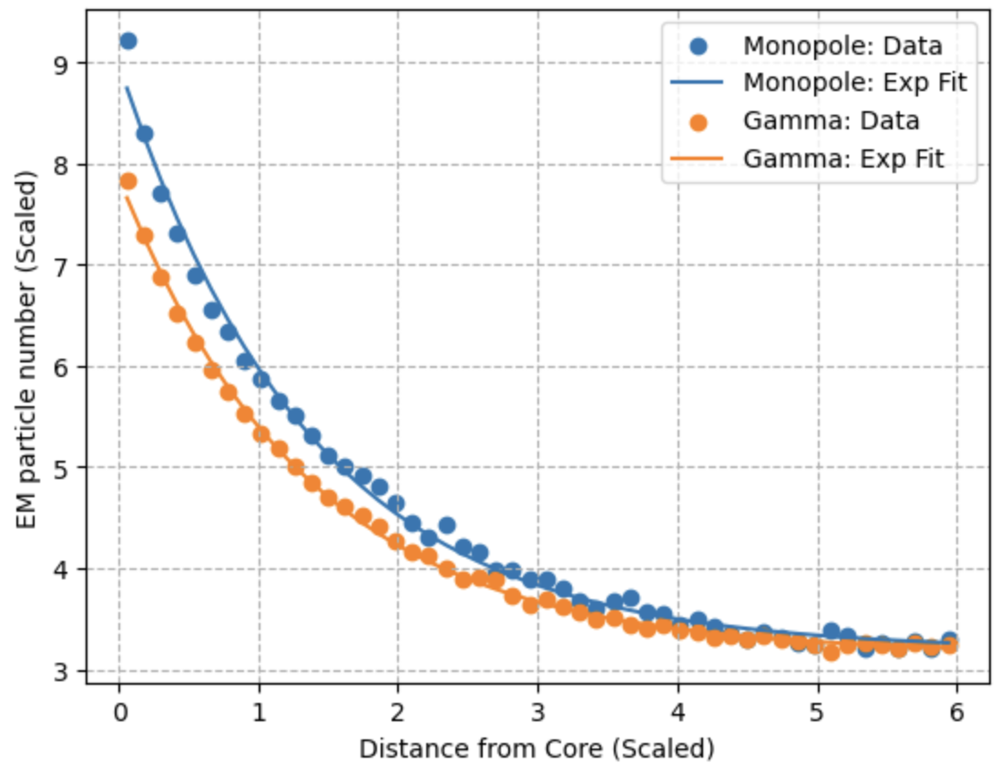 Monopole: Data
Monopole: Exp Fit
Gamma: Data
Gamma: Exp Fit
EM particle number (Scaled)
9
8
7
6
5
4
3
0 1 2 3 4 5 6
Distance from Core (Scaled)